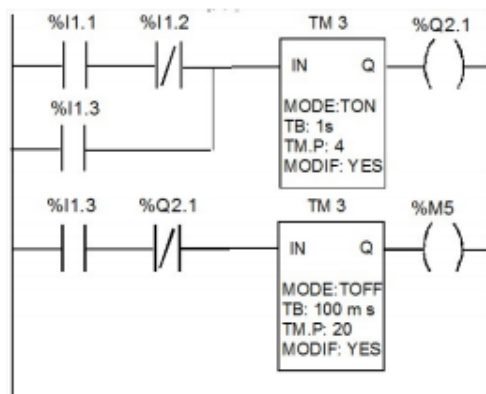 %I1.1 %I1.2 TM 3 %Q2.1
IN Q
MODE:TON
%I1.3
TB: 1s
TM.P: 4
MODIF: YES
%I1.3 %Q2.1 TM 3 %M5
IN Q
MODE:TOFF
TB: 100 m s
TM.P: 20
MODIF: YES